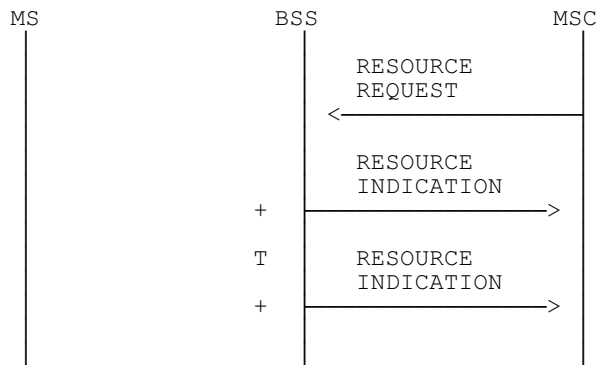 MS BSS MSC
RESOURCE
REQUEST
RESOURCE
INDICATION
+
T RESOURCE
INDICATION
+